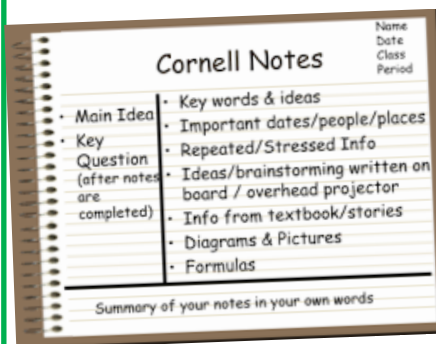 Name
Date
Class
Period
Cornell Notes
• Main Idea
• Key
Question
(after notes
are
completed)
• Key words & ideas
• Important dates/people/places
• Repeated/Stressed Info
• Ideas/brainstorming written on
board / overhead projector
• Info from textbook/stories
• Diagrams & Pictures
• Formulas
Summary of your notes in your own words